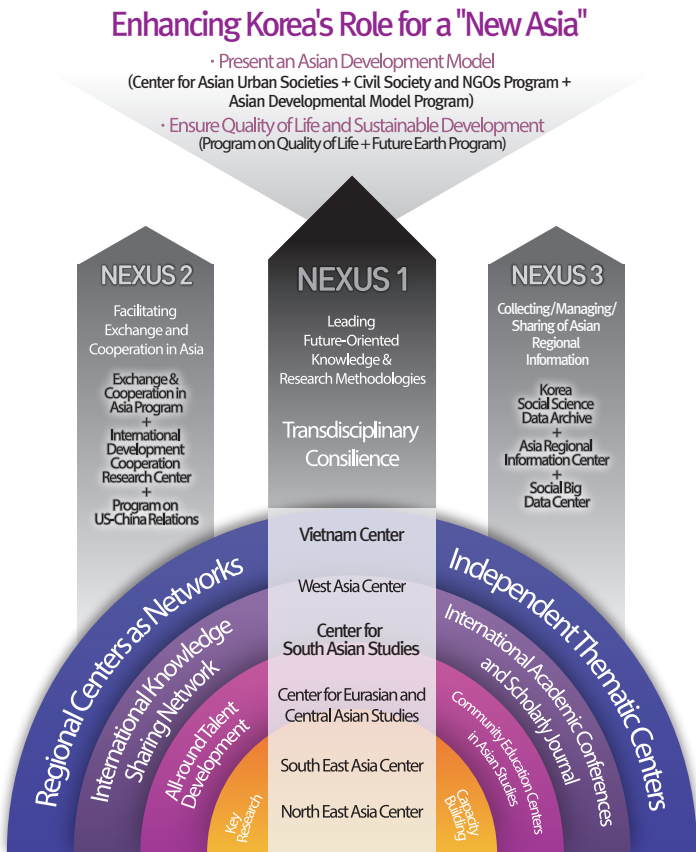 Enhancing Korea's Role for a "New Asia"
· Present an Asian Development Model
(Center for Asian Urban Societies + Civil Society and NGOs Program +
Asian Developmental Model Program)
· Ensure Quality of Life and Sustainable Development
(Program on Quality of Life + Future Earth Program)
NEXUS 2
Facilitating
Exchange and
Cooperation in Asia
Exchange &
Cooperation in
Asia Program
+
International
Development
Cooperation
Research Center
+
Program on
US-China Relations
NEXUS 1
Leading
Future-Oriented
Knowledge &
Research Methodologies
Transdisciplinary
Consilience
NEXUS 3
Collecting/Managing/
Sharing of Asian
Regional
Information
Korea
Social Science
Data Archive
+
Asia Regional
Information Center
+
Social Big
Data Center
Vietnam Center
West Asia Center
Center for
South Asian Studies
Center for Eurasian and
Central Asian Studies
South East Asia Center
North East Asia Center
Regional Centers as Networks
International Knowledge
Sharing Network
All-round Talent
Development
Key
Research
Independent Thematic Centers
International Academic Conferences
and Scholarly Journal
Community Education Centers
in Asian Studies
Capacity
Building